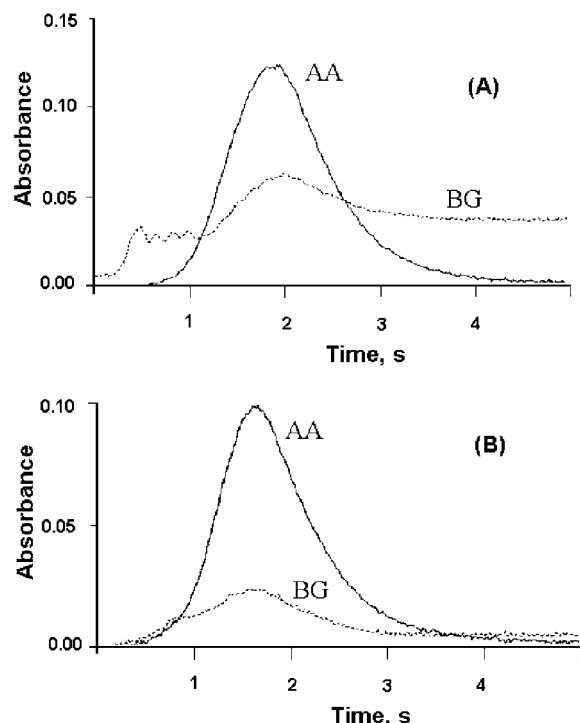 0.15
AA
(A)
0.10
Absorbance
0.05
BG
0.00
1 2 3 4
Time, s
0.10
AA
(B)
Absorbance
0.05
BG
0.00
1 2 3 4
Time, s